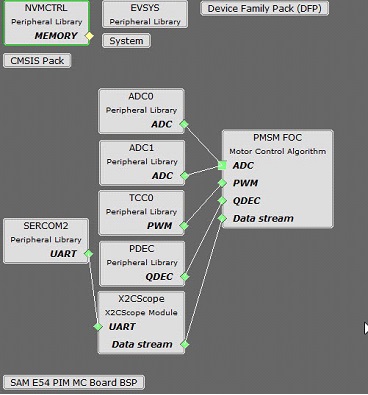 NVMCTRL
Peripheral Library
MEMORY
EVSYS
Peripheral Library
Device Family Pack (DFP)
System
CMSIS Pack
ADC0
Peripheral Library
ADC
ADC1
Peripheral Library
ADC
PMSM FOC
Motor Control Algorithm
ADC
PWM
QDEC
Data stream
TCC0
Peripheral Library
PWM
SERCOM2
Peripheral Library
UART
PDEC
Peripheral Library
QDEC
X2CScope
X2CScope Module
UART
Data stream
SAM E54 PIM MC Board BSP